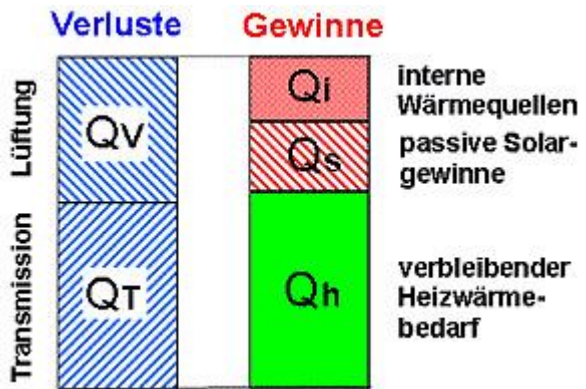 Verluste Gewinne
Lüftung
Qv
Qi
interne
Wärmequellen
Qs
passive Solar-
gewinne
Transmission
QT
Qh
verbleibender
Heizwärme-
bedarf